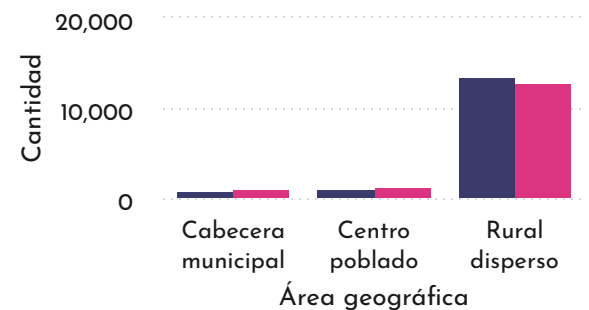 20,000
10,000
0
Cantidad
Cabecera
municipal
Centro
poblado
Rural
disperso
Área geográfica